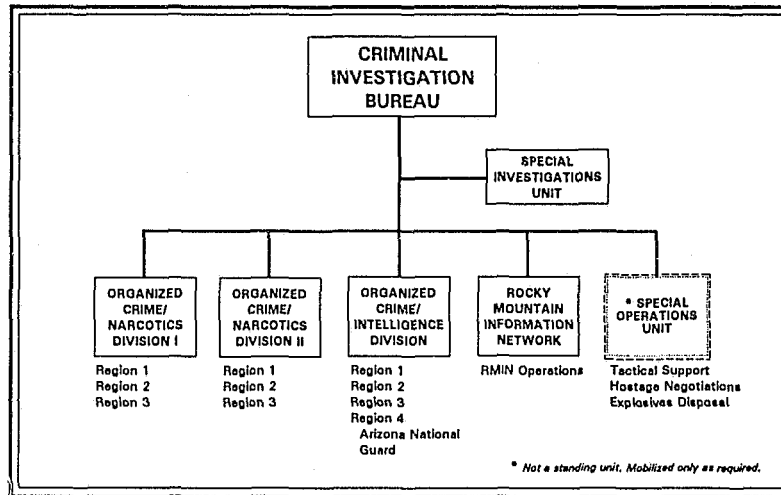 CRIMINAL
INVESTIGATION
BUREAU
SPECIAL
INVESTIGATIONS
UNIT
ORGANIZED
CRIME/
NARCOTICS
DIVISION I
Region 1
Region 2
Region 3
ORGANIZED
CRIME/
NARCOTICS
DIVISION II
Region 1
Region 2
Region 3
ORGANIZED
CRIME/
INTELLIGENCE
DIVISION
Region 1
Region 2
Region 3
Region 4
Arizona National
Guard
ROCKY
MOUNTAIN
INFORMATION
NETWORK
RMIN Operations
* SPECIAL
OPERATIONS
UNIT
Tactical Support
Hostage Negotiations
Explosives Disposal
* Not a standing unit. Mobilized only as required.